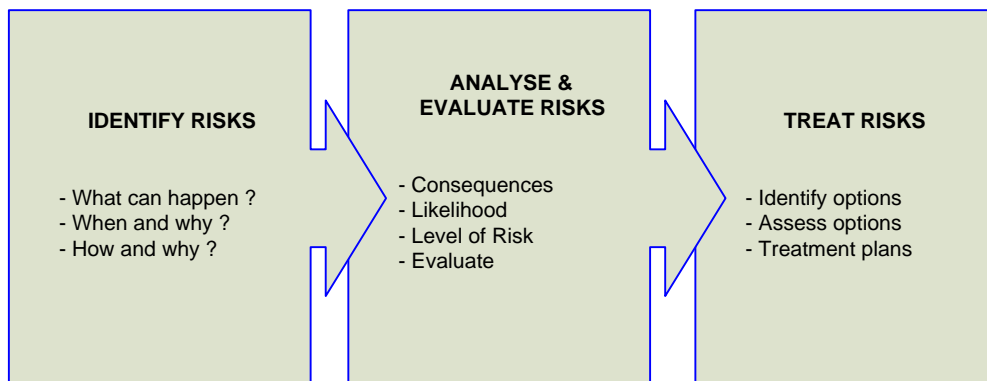 IDENTIFY RISKS
- What can happen ?
- When and why ?
- How and why ?
ANALYSE &
EVALUATE RISKS
- Consequences
- Likelihood
- Level of Risk
- Evaluate
TREAT RISKS
- Identify options
- Assess options
- Treatment plans